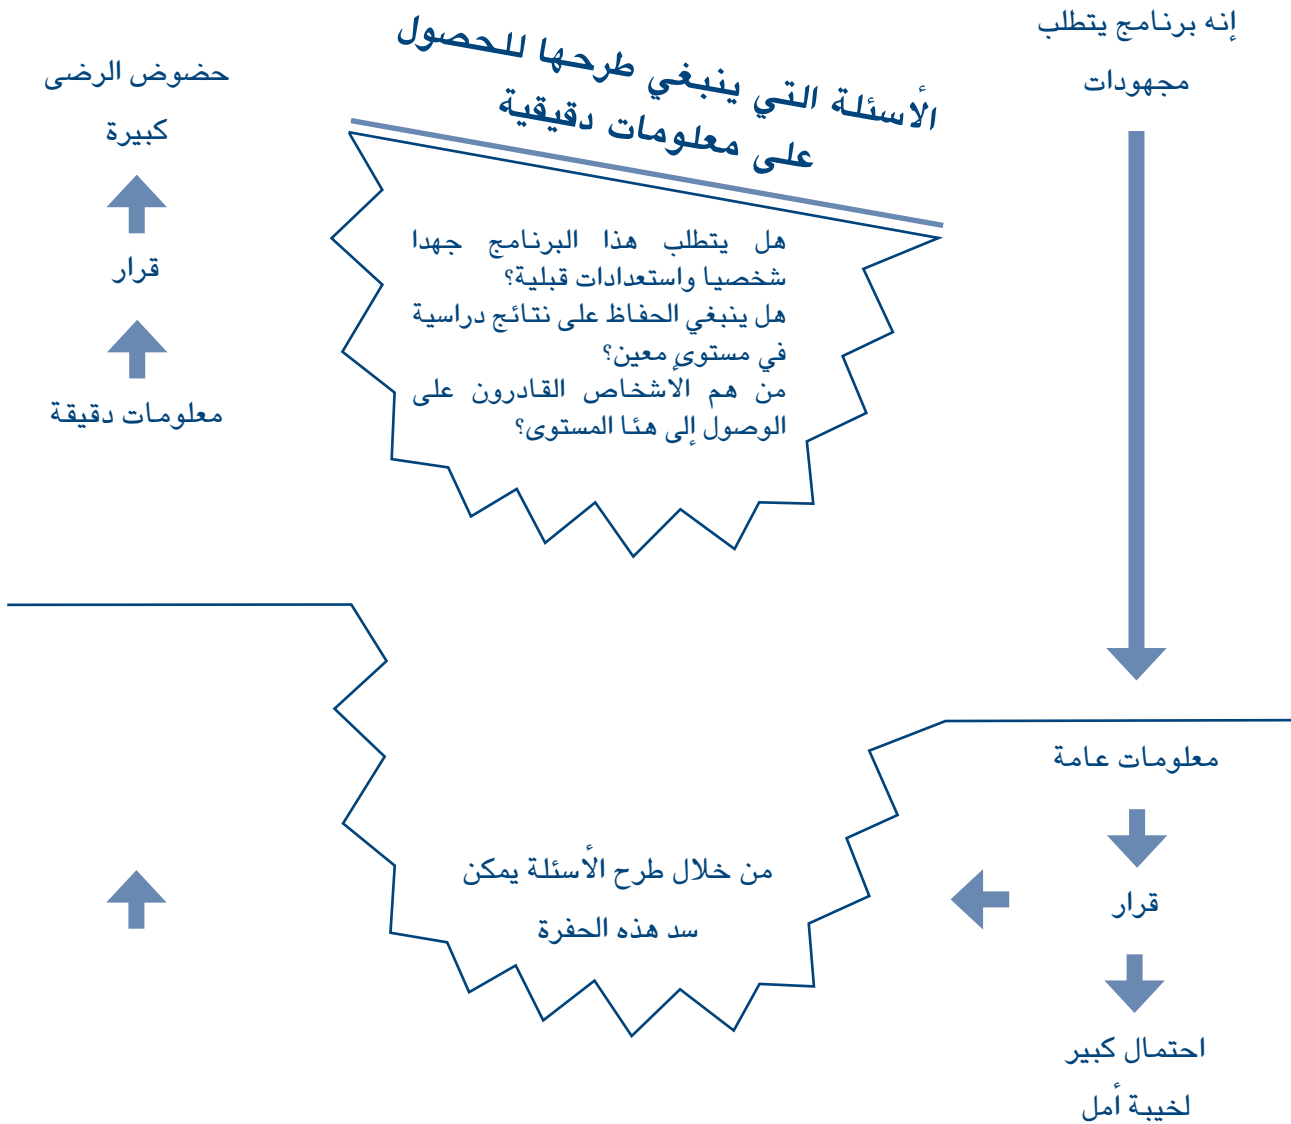 إنه برنامج يتطلب
مجهودات
الأسئلة التي ينبغي طرحها للحصول
على معلومات دقيقية
حضوض الرضى
كبيرة
قرار
معلومات دقيقة
هل يتطلب هذا البرنامج جهدا
شخصيا واستعدادات قبلية؟
هل ينبغي الحفاظ على نتائج دراسية
في مستوى معين؟
من هم الأشخاص القادرون على
الوصول إلى هئا المستوى؟
معلومات عامة
قرار
احتمال كبير
لخيبة أمل
من خلال طرح الأسئلة يمكن
سد هذه الحفرة